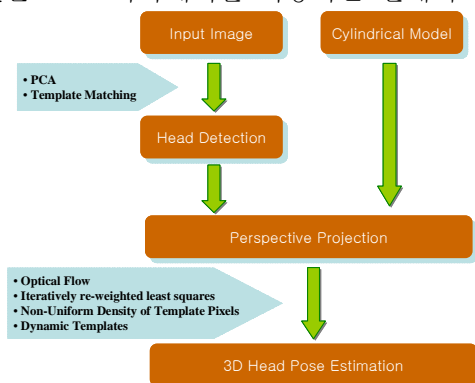 Input Image
Cylindrical Model
• PCA
• Template Matching
Head Detection
Perspective Projection
• Optical Flow
• Iteratively re-weighted least squares
• Non-Uniform Density of Template Pixels
• Dynamic Templates
3D Head Pose Estimation